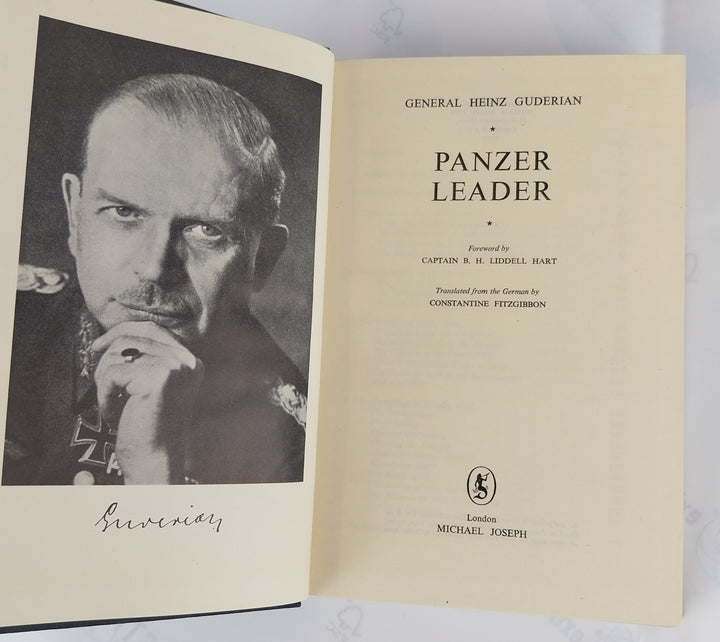 Guderian
GENERAL HEINZ GUDERIAN
PANZER
LEADER
Foreword by
CAPTAIN B. H. LIDDELL HART
Translated from the German by
CONSTANTINE FITZGIBBON
London
MICHAEL JOSEPH